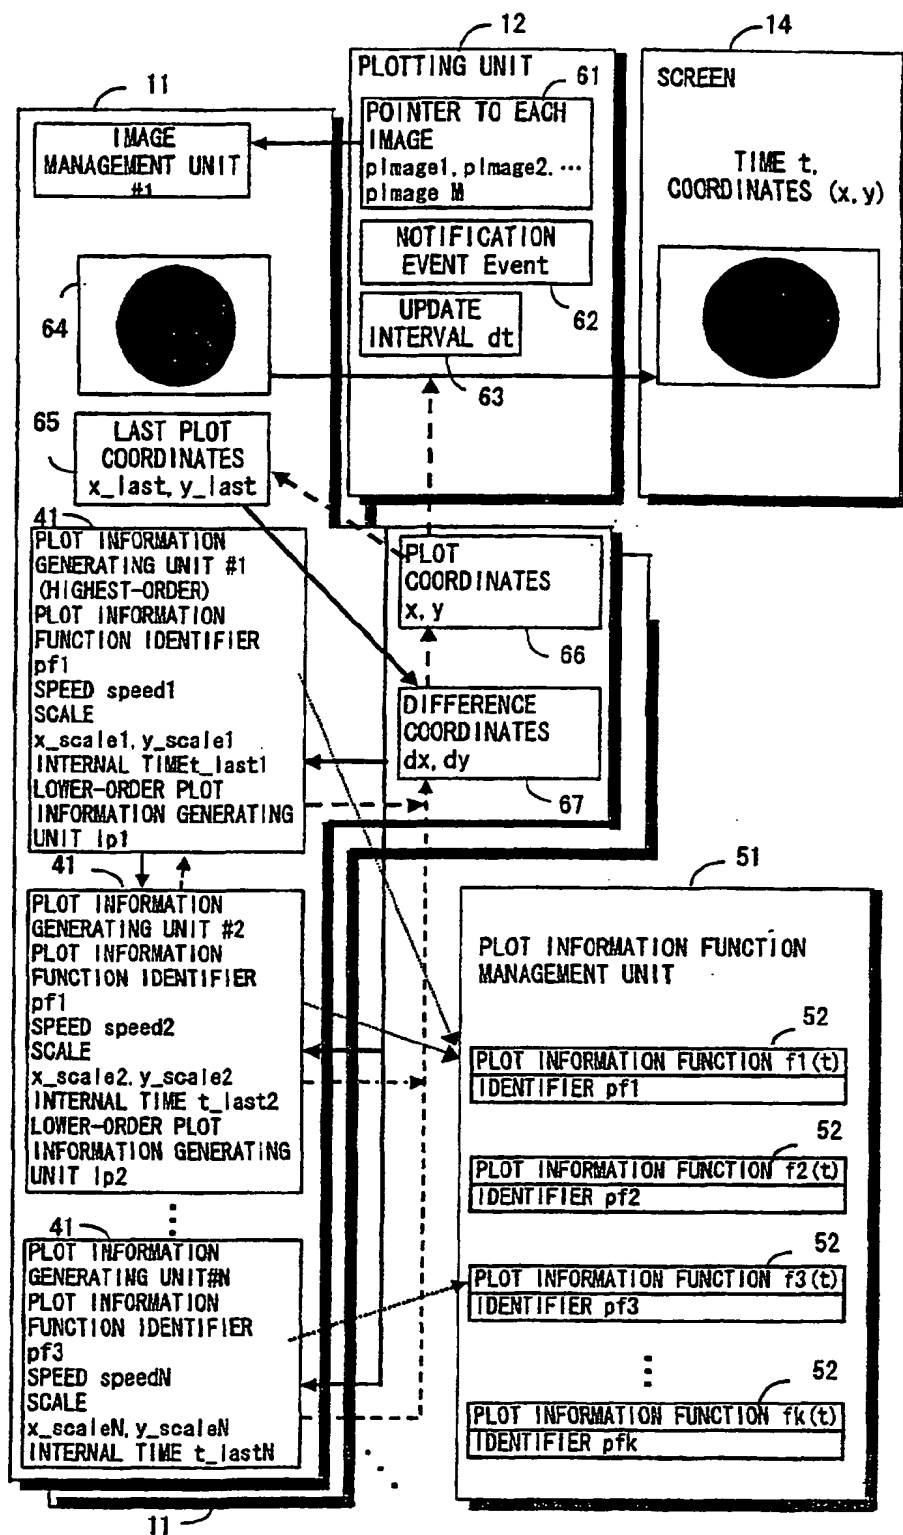 12
14
11
PLOTTING UNIT
61
POINTER TO EACH
IMAGE
pImage1, pImage2, ...
pImage M
NOTIFICATION
EVENT Event
62
UPDATE
INTERVAL dt
63
SCREEN
TIME t,
COORDINATES (x, y)
IMAGE
MANAGEMENT UNIT
#1
64
65
LAST PLOT
COORDINATES
x_last, y_last
41
PLOT INFORMATION
GENERATING UNIT #1
(HIGHEST-ORDER)
PLOT INFORMATION
FUNCTION IDENTIFIER
pf1
SPEED speed1
SCALE
x_scale1, y_scale1
INTERNAL TIMEt_last1
LOWER-ORDER PLOT
INFORMATION GENERATING
UNIT lp1
PLOT
COORDINATES
x, y
66
DIFFERENCE
COORDINATES
dx, dy
67
41
PLOT INFORMATION
GENERATING UNIT #2
PLOT INFORMATION
FUNCTION IDENTIFIER
pf1
SPEED speed2
SCALE
x_scale2, y_scale2
INTERNAL TIME t_last2
LOWER-ORDER PLOT
INFORMATION GENERATING
UNIT lp2
41
PLOT INFORMATION
GENERATING UNIT#N
PLOT INFORMATION
FUNCTION IDENTIFIER
pf3
SPEED speedN
SCALE
x_scaleN, y_scaleN
INTERNAL TIME t_lastN
11
51
PLOT INFORMATION FUNCTION
MANAGEMENT UNIT
52
PLOT INFORMATION FUNCTION f1(t)
IDENTIFIER pf1
52
PLOT INFORMATION FUNCTION f2(t)
IDENTIFIER pf2
52
PLOT INFORMATION FUNCTION f3(t)
IDENTIFIER pf3
52
PLOT INFORMATION FUNCTION fk(t)
IDENTIFIER pfk